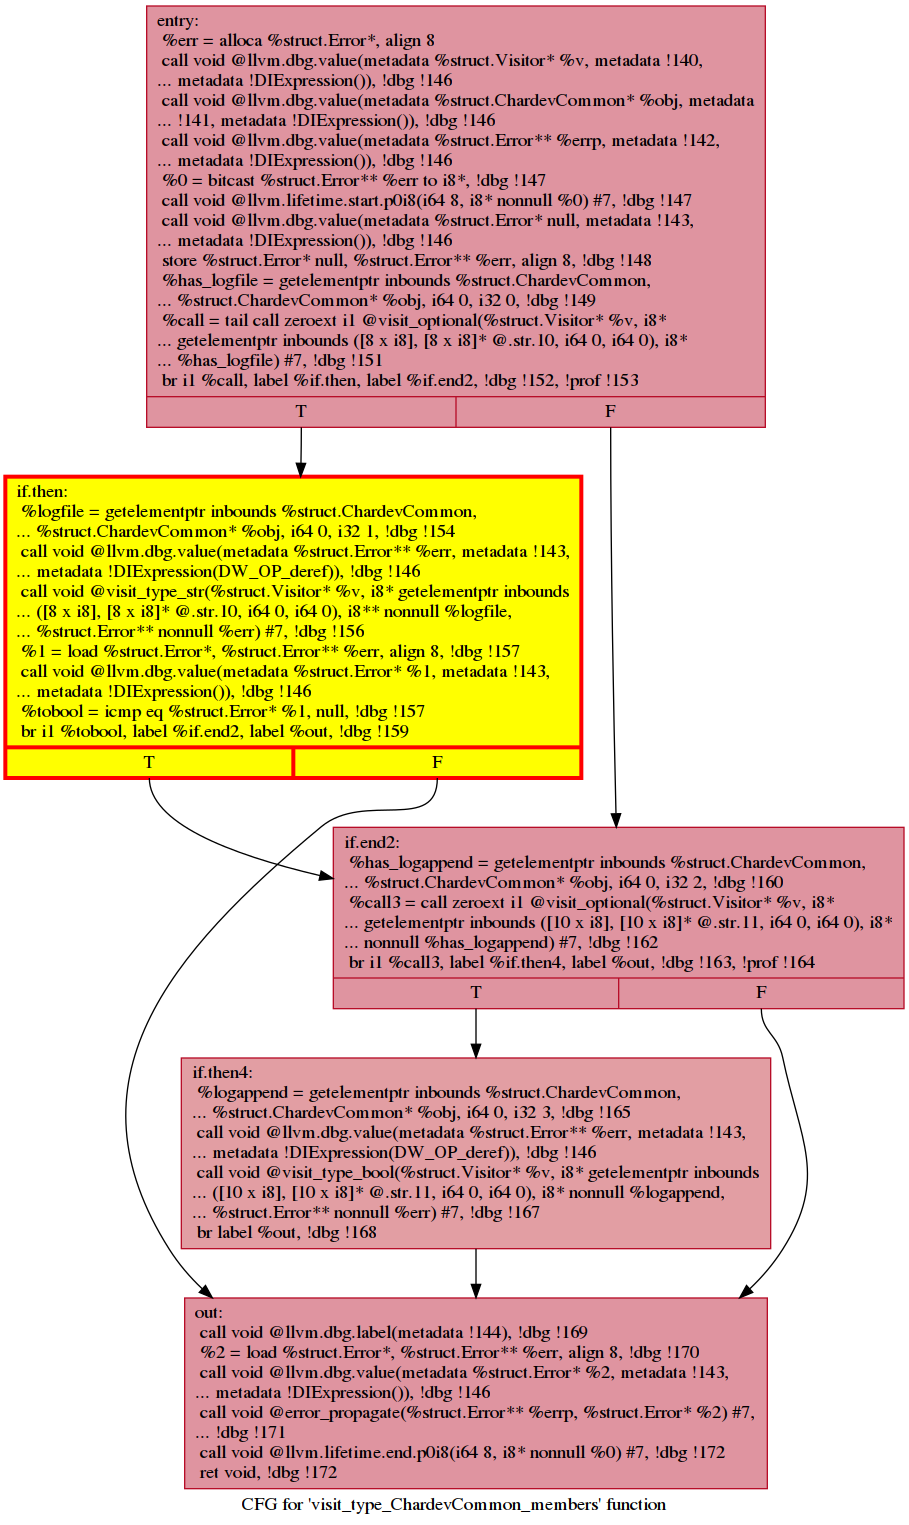 entry:
%err = alloca %struct.Error*, align 8
call void @llvm.dbg.value(metadata %struct.Visitor* %v, metadata !140,
... metadata !DIExpression()), !dbg !146
call void @llvm.dbg.value(metadata %struct.ChardevCommon* %obj, metadata
... !141, metadata !DIExpression()), !dbg !146
call void @llvm.dbg.value(metadata %struct.Error** %errp, metadata !142,
... metadata !DIExpression()), !dbg !146
%0 = bitcast %struct.Error** %err to i8*, !dbg !147
call void @llvm.lifetime.start.p0i8(i64 8, i8* nonnull %0) #7, !dbg !147
call void @llvm.dbg.value(metadata %struct.Error* null, metadata !143,
... metadata !DIExpression()), !dbg !146
store %struct.Error* null, %struct.Error** %err, align 8, !dbg !148
%has_logfile = getelementptr inbounds %struct.ChardevCommon,
... %struct.ChardevCommon* %obj, i64 0, i32 0, !dbg !149
%call = tail call zeroext i1 @visit_optional(%struct.Visitor* %v, i8*
... getelementptr inbounds ([8 x i8], [8 x i8]* @.str.10, i64 0, i64 0), i8*
... %has_logfile) #7, !dbg !151
br i1 %call, label %if.then, label %if.end2, !dbg !152, !prof !153
T F
if.then:
%logfile = getelementptr inbounds %struct.ChardevCommon,
... %struct.ChardevCommon* %obj, i64 0, i32 1, !dbg !154
call void @llvm.dbg.value(metadata %struct.Error** %err, metadata !143,
... metadata !DIExpression(DW_OP_deref)), !dbg !146
call void @visit_type_str(%struct.Visitor* %v, i8* getelementptr inbounds
... ([8 x i8], [8 x i8]* @.str.10, i64 0, i64 0), i8** nonnull %logfile,
... %struct.Error** nonnull %err) #7, !dbg !156
%1 = load %struct.Error*, %struct.Error** %err, align 8, !dbg !157
call void @llvm.dbg.value(metadata %struct.Error* %1, metadata !143,
... metadata !DIExpression()), !dbg !146
%tobool = icmp eq %struct.Error* %1, null, !dbg !157
br i1 %tobool, label %if.end2, label %out, !dbg !159
T F
if.end2:
%has_logappend = getelementptr inbounds %struct.ChardevCommon,
... %struct.ChardevCommon* %obj, i64 0, i32 2, !dbg !160
%call3 = call zeroext i1 @visit_optional(%struct.Visitor* %v, i8*
... getelementptr inbounds ([10 x i8], [10 x i8]* @.str.11, i64 0, i64 0), i8*
... nonnull %has_logappend) #7, !dbg !162
br i1 %call3, label %if.then4, label %out, !dbg !163, !prof !164
T F
if.then4:
%logappend = getelementptr inbounds %struct.ChardevCommon,
... %struct.ChardevCommon* %obj, i64 0, i32 3, !dbg !165
call void @llvm.dbg.value(metadata %struct.Error** %err, metadata !143,
... metadata !DIExpression(DW_OP_deref)), !dbg !146
call void @visit_type_bool(%struct.Visitor* %v, i8* getelementptr inbounds
... ([10 x i8], [10 x i8]* @.str.11, i64 0, i64 0), i8* nonnull %logappend,
... %struct.Error** nonnull %err) #7, !dbg !167
br label %out, !dbg !168
out:
call void @llvm.dbg.label(metadata !144), !dbg !169
%2 = load %struct.Error*, %struct.Error** %err, align 8, !dbg !170
call void @llvm.dbg.value(metadata %struct.Error* %2, metadata !143,
... metadata !DIExpression()), !dbg !146
call void @error_propagate(%struct.Error** %errp, %struct.Error* %2) #7,
... !dbg !171
call void @llvm.lifetime.end.p0i8(i64 8, i8* nonnull %0) #7, !dbg !172
ret void, !dbg !172
CFG for 'visit_type_ChardevCommon_members' function